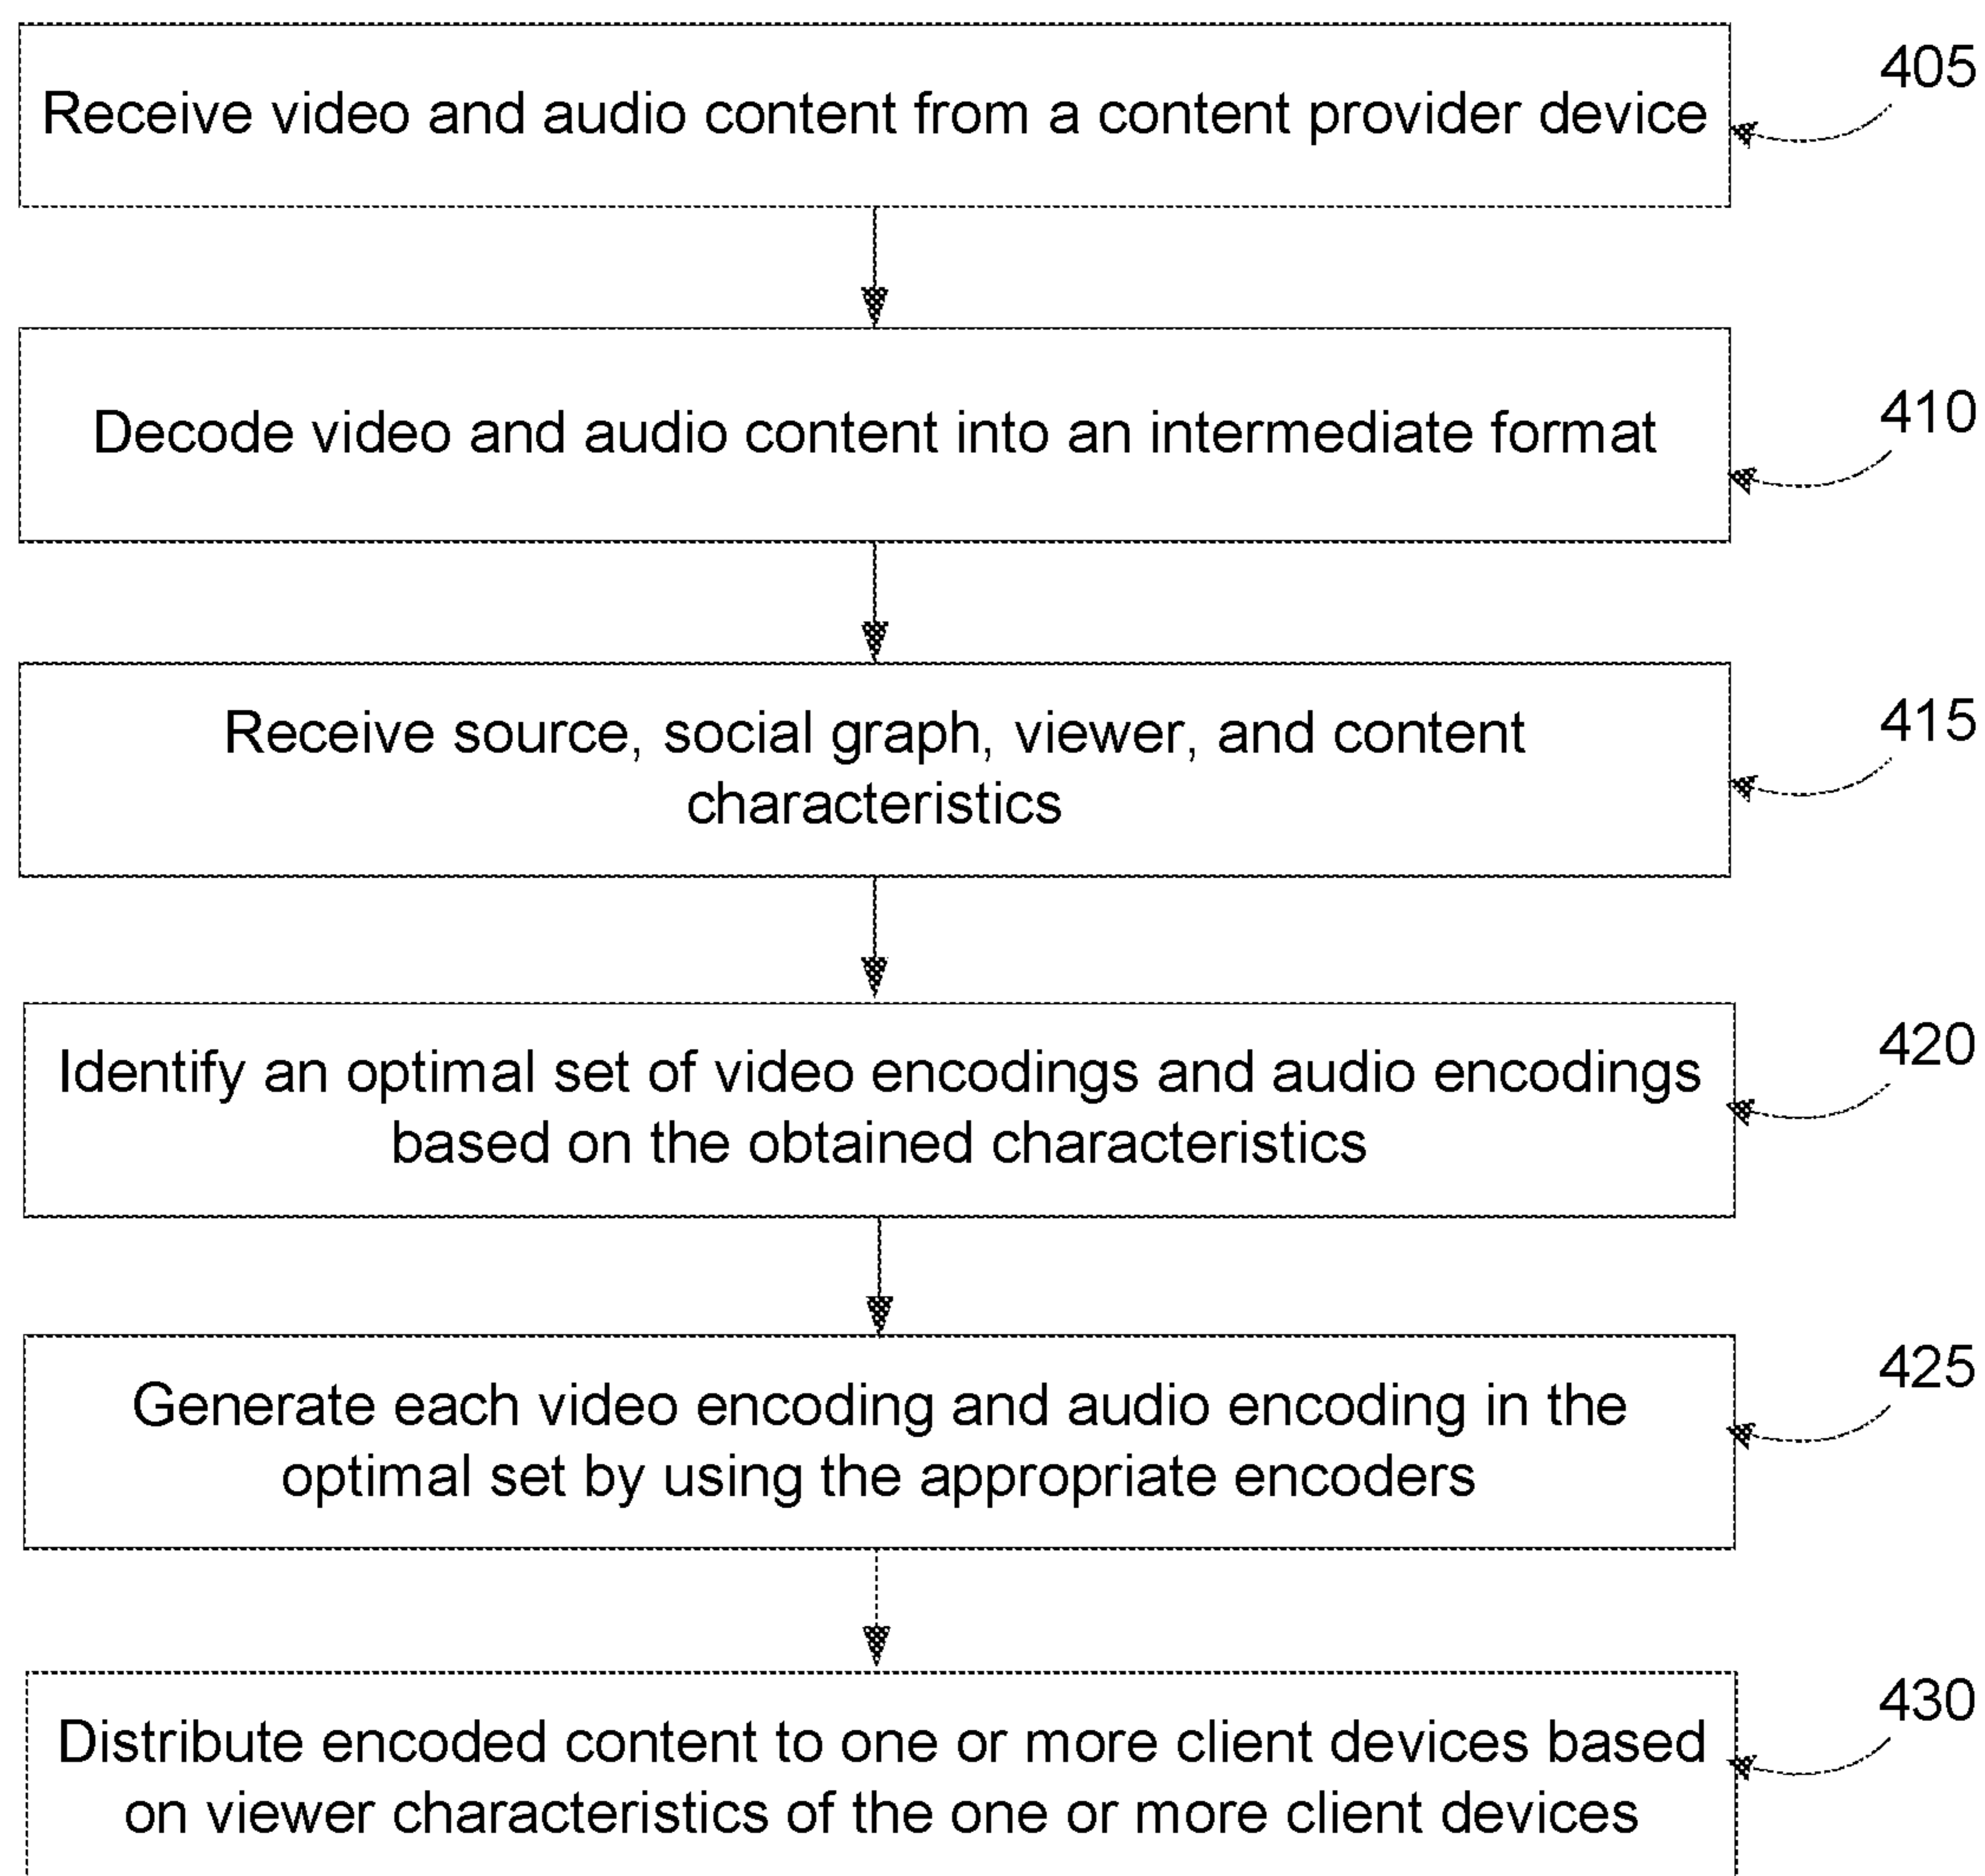 Receive video and audio content from a content provider device
405
Decode video and audio content into an intermediate format
410
Receive source, social graph, viewer, and content
characteristics
415
Identify an optimal set of video encodings and audio encodings
based on the obtained characteristics
420
Generate each video encoding and audio encoding in the
optimal set by using the appropriate encoders
425
Distribute encoded content to one or more client devices based
on viewer characteristics of the one or more client devices
430